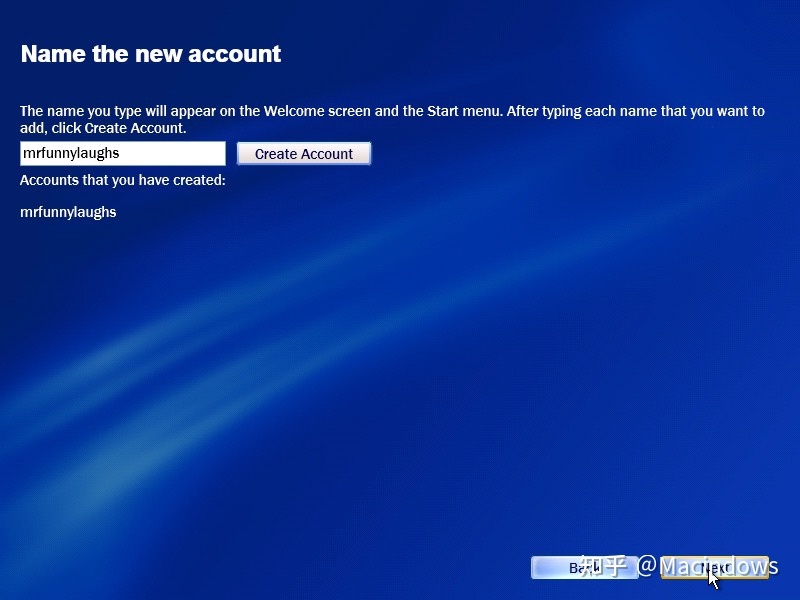 Name the new account
The name you type will appear on the Welcome screen and the Start menu. After typing each name that you want to
add, click Create Account.
mrfunnylaughs
Create Account
Accounts that you have created:
mrfunnylaughs
Back
Next
知乎 @Macindows